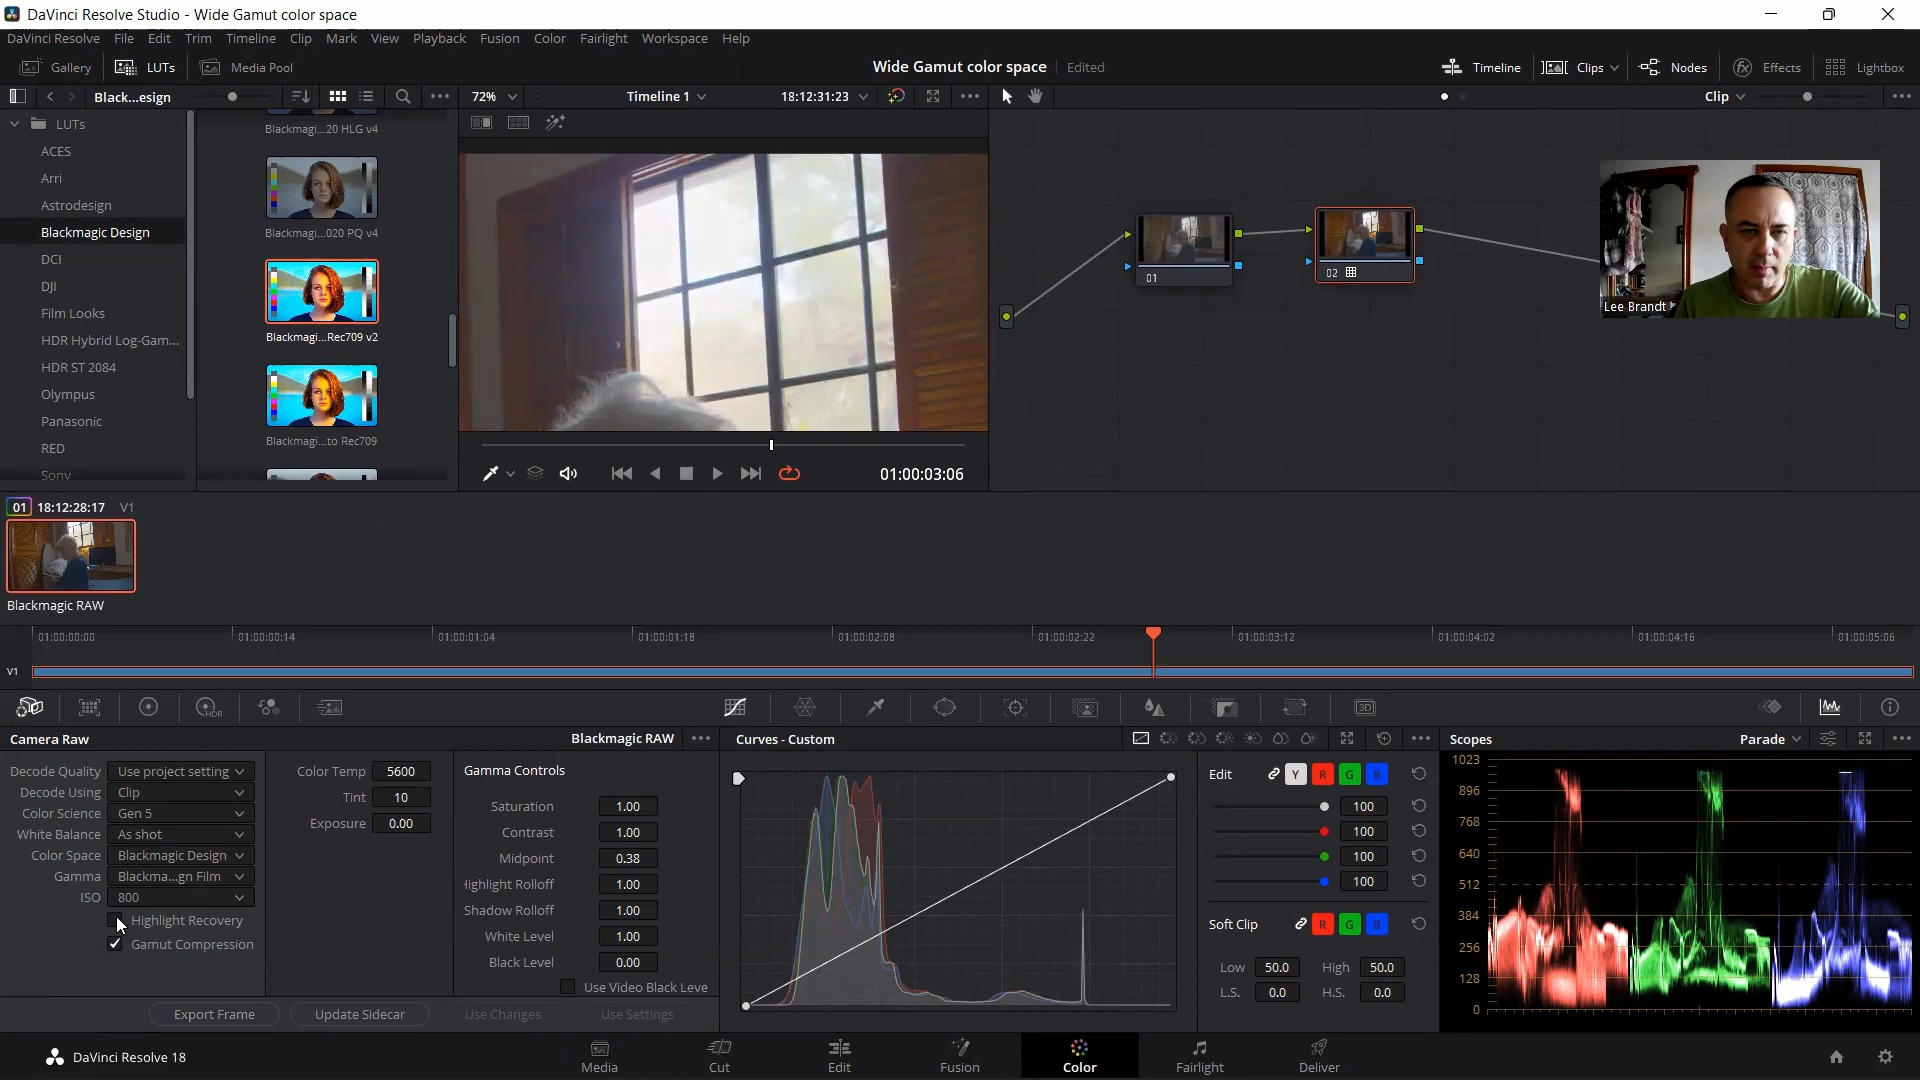 DaVinci Resolve Studio - Wide Gamut color space
DaVinci Resolve File Edit Trim Timeline Clip Mark View Playback Fusion Color Fairlight Workspace Help
Gallery LUTs Media Pool Wide Gamut color space Edited Timeline Clips Nodes Effects Lightbox
Black...esign 72% Timeline 1 18:12:31:23 Clip
LUTs
ACES
Arri
Astrodesign
Blackmagic Design
DCI
DJI
Film Looks
HDR Hybrid Log-Gam...
HDR ST 2084
Olympus
Panasonic
RED
Sony
Blackmagi...20 HLG v4
Blackmagi...020 PQ v4
Blackmagi...Rec709 v2
Blackmagi...to Rec709
01:00:03:06
01
02
Lee Brandt
01 18:12:28:17 V1
Blackmagic RAW
01:00:00:00 01:00:00:14 01:00:01:04 01:00:01:18 01:00:02:08 01:00:02:22 01:00:03:12 01:00:04:02 01:00:04:16 01:00:05:06
V1
HDR
3D
Camera Raw Blackmagic RAW
Decode Quality Use project setting
Decode Using Clip
Color Science Gen 5
White Balance As shot
Color Space Blackmagic Design
Gamma Blackma...gn Film
ISO 800
Highlight Recovery
Gamut Compression
Color Temp 5600
Tint 10
Exposure 0.00
Gamma Controls
Saturation 1.00
Contrast 1.00
Midpoint 0.38
Highlight Rolloff 1.00
Shadow Rolloff 1.00
White Level 1.00
Black Level 0.00
Use Video Black Leve
Export Frame Update Sidecar Use Changes Use Settings
Curves - Custom
Edit Y R G B
100
100
100
100
Soft Clip R G B
Low 50.0 High 50.0
L.S. 0.0 H.S. 0.0
Scopes Parade
1023
896
768
640
512
384
256
128
0
DaVinci Resolve 18
Media Cut Edit Fusion Color Fairlight Deliver